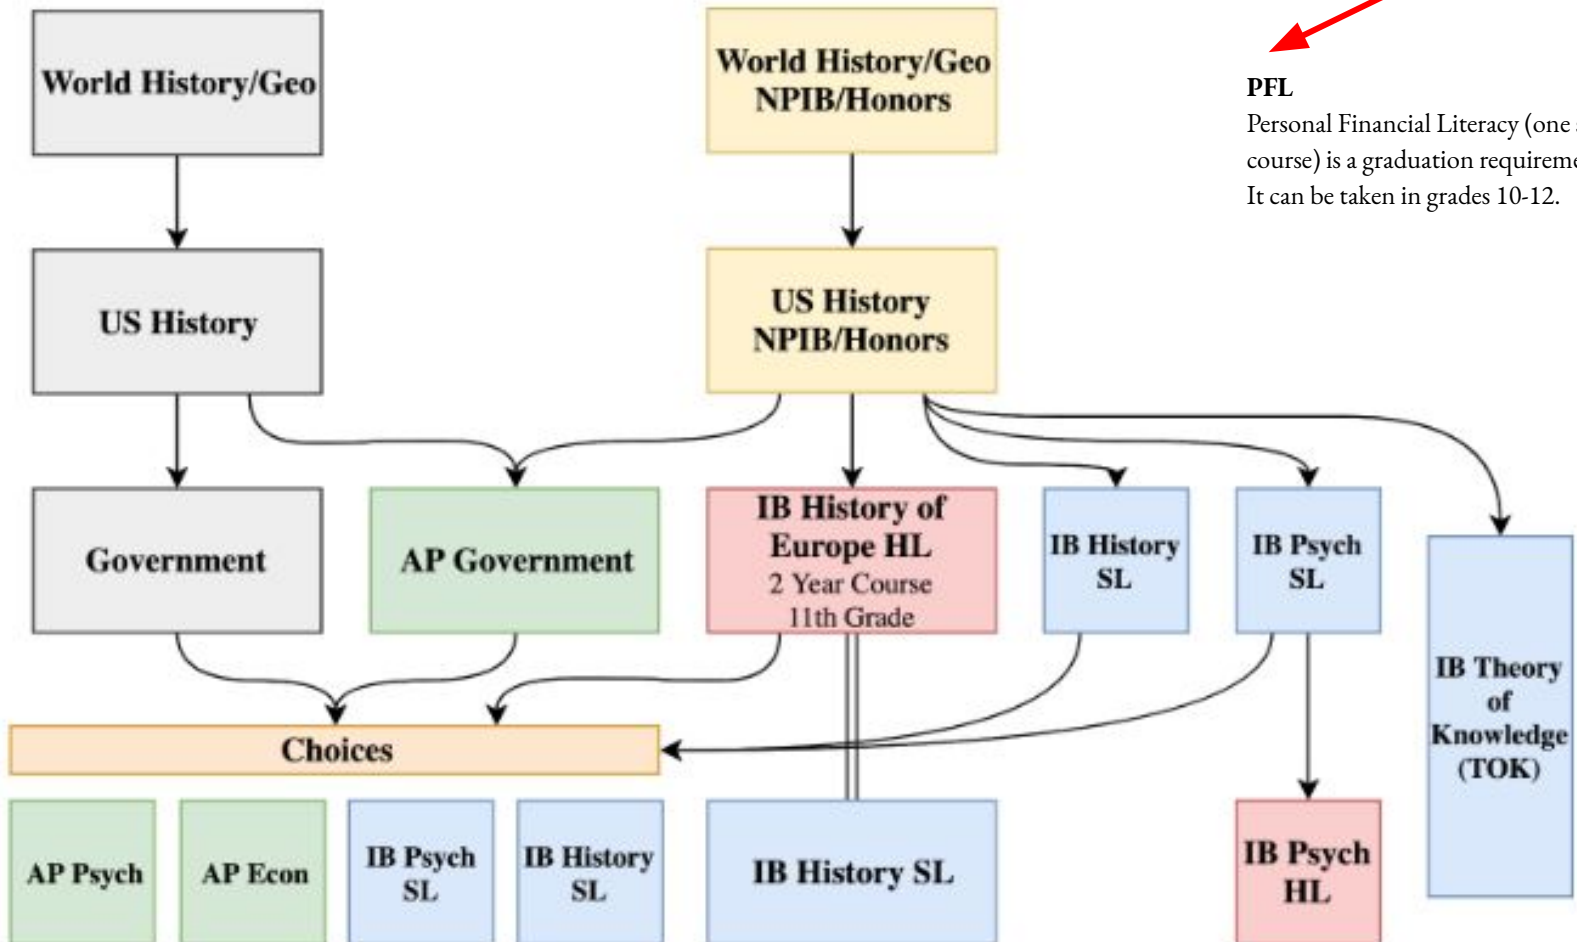 World History/Geo
World History/Geo
NPIB/Honors
PFL
Personal Financial Literacy (one
course) is a graduation
It can be taken in grades 10-12.
US History
US History
NPIB/Honors
Government
AP Government
IB History of
Europe HL
2 Year Course
11th Grade
IB History
SL
IB Psych
SL
IB Theory
of
Knowledge
(TOK)
Choices
AP Psych
AP Econ
IB Psych
SL
IB History
SL
IB History SL
IB Psych
HL